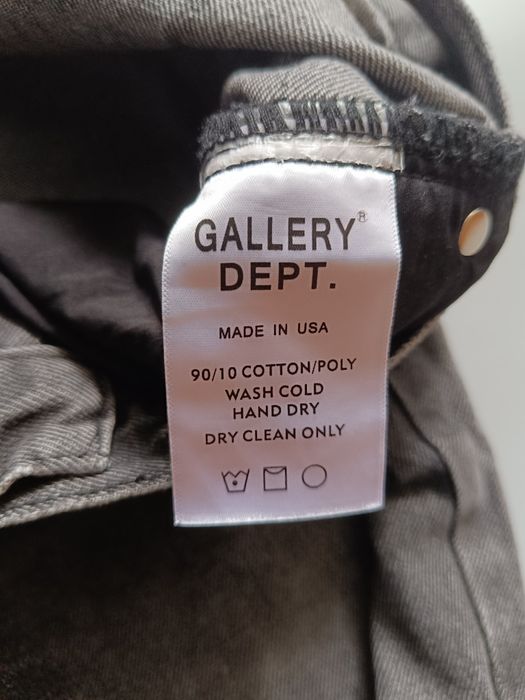 GALLERY®
DEPT.
MADE IN USA
90/10 COTTON/POLY
WASH COLD
HAND DRY
DRY CLEAN ONLY